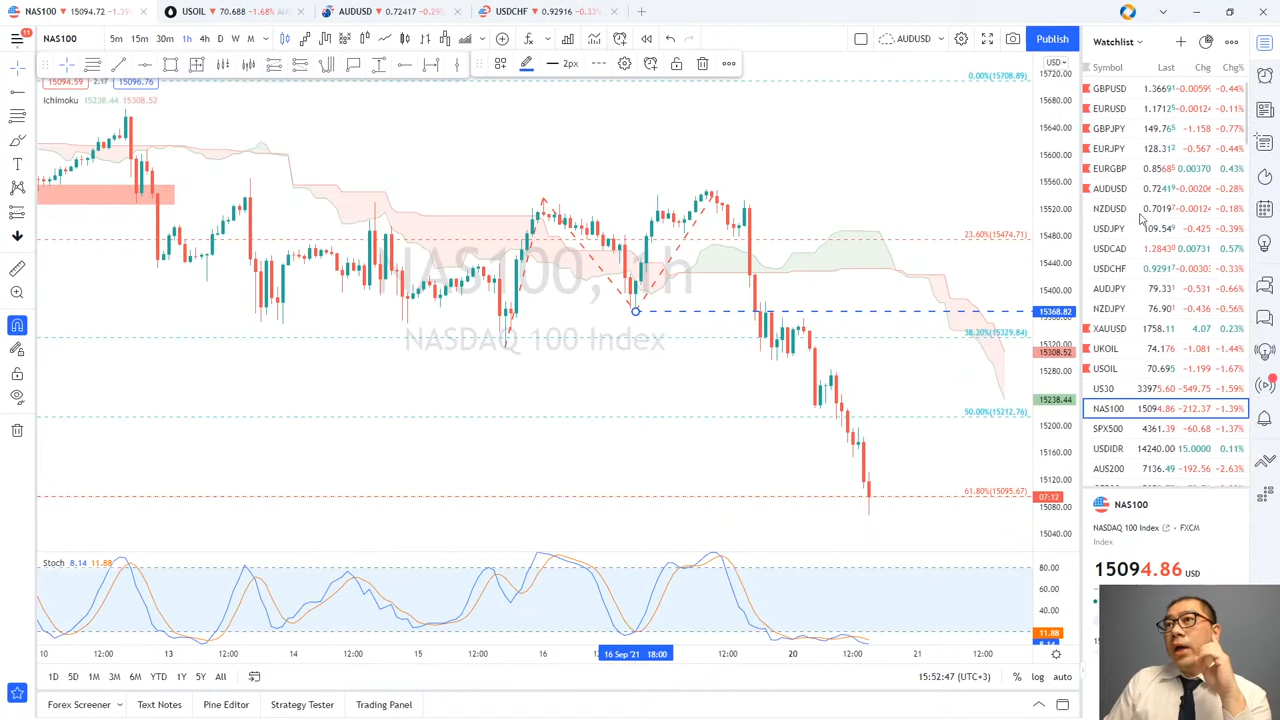 NAS100 15094.72 −1.39%
USOIL 70.688 −1.68%
AUDUSD 0.72417 −0.29%
USDCHF 0.92916 −0.33%
11
NAS100
5m 15m 30m 1h 4h D W M
AUDUSD
Publish
2px
15094.59 2.17 15096.76
Ichimoku 15238.44 15308.52
NAS100, 1h
NASDAQ 100 Index
0.00%(15708.89)
23.60%(15474.71)
38.20%(15329.84)
50.00%(15212.76)
61.80%(15095.67)
USD
15720.00
15680.00
15640.00
15600.00
15560.00
15520.00
15480.00
15440.00
15400.00
15368.82
15320.00
15308.52
15280.00
15238.44
15200.00
15160.00
15120.00
07:12
15080.00
15040.00
Stoch 8.14 11.88
80.00
60.00
40.00
11.88
8.14
10 12:00 13 12:00 14 12:00 15 12:00 16 16 Sep '21 18:00 12:00 20 12:00 21 12:00
1D 5D 1M 3M 6M YTD 1Y 5Y All
15:52:47 (UTC+3) % log auto
Forex Screener Text Notes Pine Editor Strategy Tester Trading Panel
Watchlist
Symbol Last Chg Chg%
GBPUSD 1.36691 −0.00599 −0.44%
EURUSD 1.17125 −0.00124 −0.11%
GBPJPY 149.765 −1.158 −0.77%
EURJPY 128.312 −0.567 −0.44%
EURGBP 0.85685 0.00370 0.43%
AUDUSD 0.72419 −0.00206 −0.28%
NZDUSD 0.70197 −0.00124 −0.18%
USDJPY 109.549 −0.425 −0.39%
USDCAD 1.28430 0.00731 0.57%
USDCHF 0.92917 −0.00303 −0.33%
AUDJPY 79.331 −0.531 −0.66%
NZDJPY 76.901 −0.436 −0.56%
XAUUSD 1758.11 4.07 0.23%
UKOIL 74.176 −1.081 −1.44%
USOIL 70.695 −1.199 −1.67%
US30 33975.60 −549.75 −1.59%
NAS100 15094.86 −212.37 −1.39%
SPX500 4361.39 −60.68 −1.37%
USDIDR 14240.00 15.0000 0.11%
AUS200 7136.49 −192.56 −2.63%
NAS100
NASDAQ 100 Index • FXCM
Index
15094.86 USD